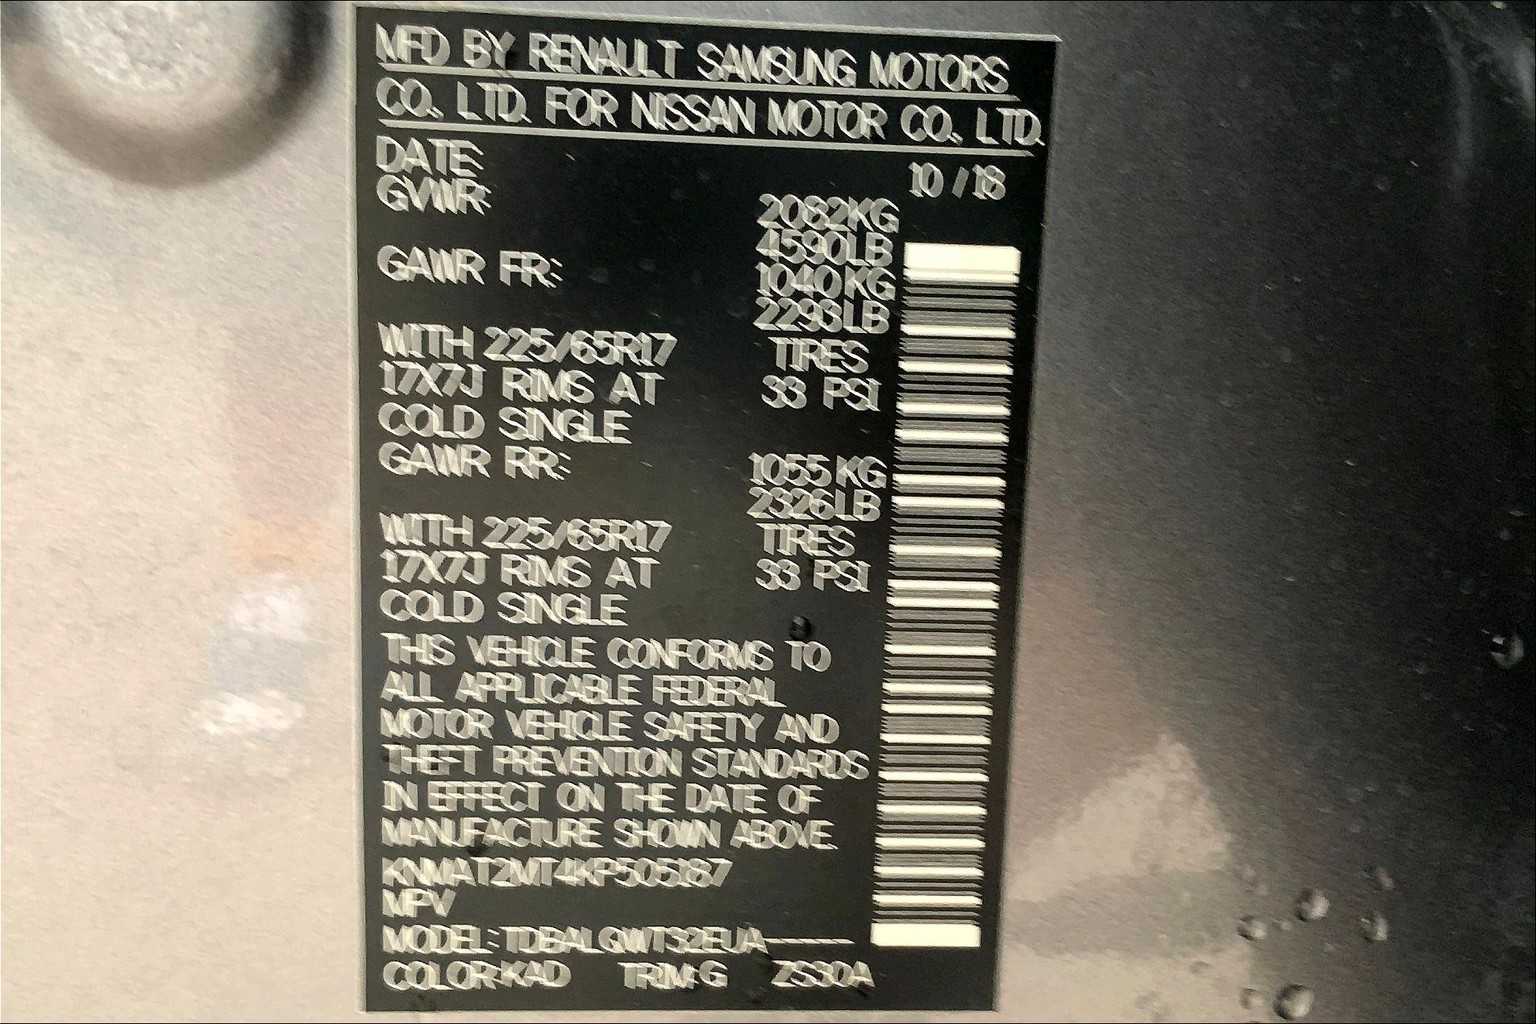 MFD BY RENAULT SAMSUNG MOTORS
CO., LTD. FOR NISSAN MOTOR CO., LTD.
DATE: 10 / 18
GVWR: 2082KG
4590LB
GAWR FR: 1040KG
2293LB
WITH 225/65R17 TIRES
17X7J RIMS AT 33 PSI
COLD SINGLE
GAWR RR: 1055KG
2326LB
WITH 225/65R17 TIRES
17X7J RIMS AT 33 PSI
COLD SINGLE
THIS VEHICLE CONFORMS TO
ALL APPLICABLE FEDERAL
MOTOR VEHICLE SAFETY AND
THEFT PREVENTION STANDARDS
IN EFFECT ON THE DATE OF
MANUFACTURE SHOWN ABOVE.
KNMAT2MT4KP505187
MPV
MODEL:
COLOR:KAD TRIM:G